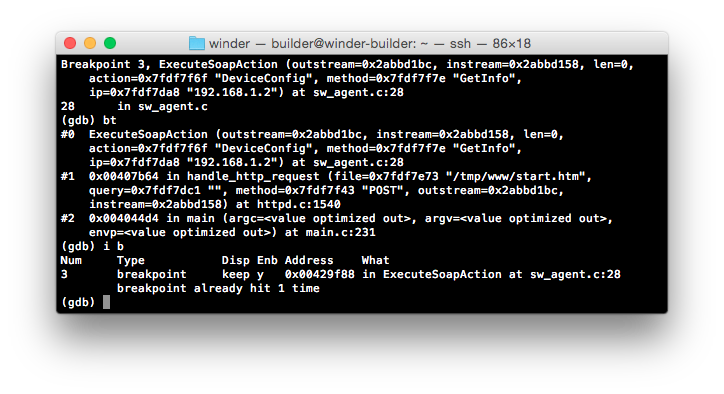 winder — builder@winder-builder: ~ — ssh — 86×18
Breakpoint 3, ExecuteSoapAction (outstream=0x2abbd1bc, instream=0x2abbd158, len=0,
    action=0x7fdf7f6f "DeviceConfig", method=0x7fdf7f7e "GetInfo",
    ip=0x7fdf7da8 "192.168.1.2") at sw_agent.c:28
28      in sw_agent.c
(gdb) bt
#0  ExecuteSoapAction (outstream=0x2abbd1bc, instream=0x2abbd158, len=0,
    action=0x7fdf7f6f "DeviceConfig", method=0x7fdf7f7e "GetInfo",
    ip=0x7fdf7da8 "192.168.1.2") at sw_agent.c:28
#1  0x00407b64 in handle_http_request (file=0x7fdf7e73 "/tmp/www/start.htm",
    query=0x7fdf7dc1 "", method=0x7fdf7f43 "POST", outstream=0x2abbd1bc,
    instream=0x2abbd158) at httpd.c:1540
#2  0x004044d4 in main (argc=<value optimized out>, argv=<value optimized out>,
    envp=<value optimized out>) at main.c:231
(gdb) i b
Num     Type           Disp Enb Address    What
3       breakpoint     keep y   0x00429f88 in ExecuteSoapAction at sw_agent.c:28
        breakpoint already hit 1 time
(gdb)